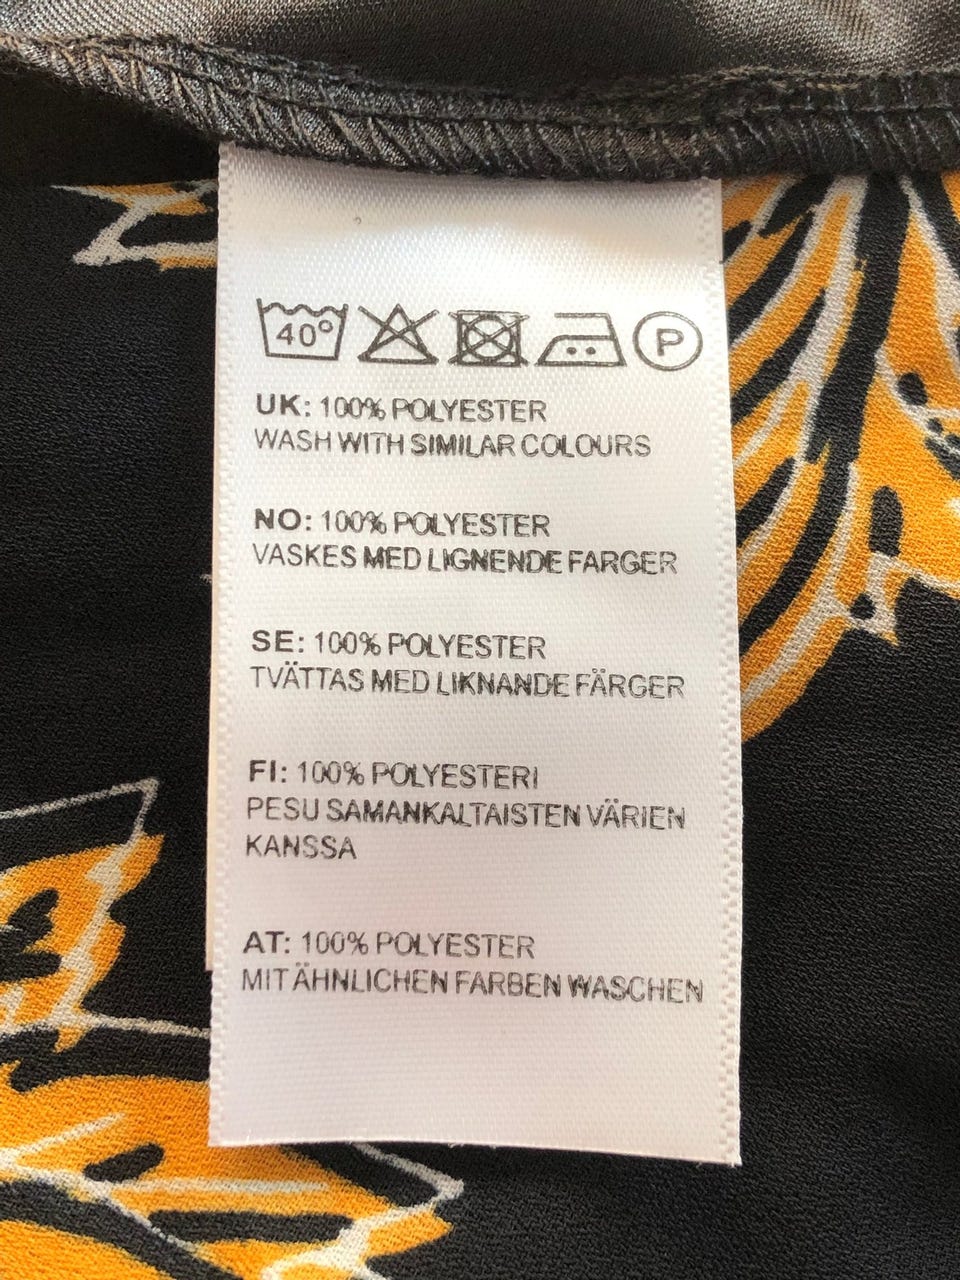 40° P
UK: 100% POLYESTER
WASH WITH SIMILAR COLOURS
NO: 100% POLYESTER
VASKES MED LIGNENDE FARGER
SE: 100% POLYESTER
TVÄTTAS MED LIKNANDE FÄRGER
FI: 100% POLYESTERI
PESU SAMANKALTAISTEN VÄRIEN
KANSSA
AT: 100% POLYESTER
MIT ÄHNLICHEN FARBEN WASCHEN